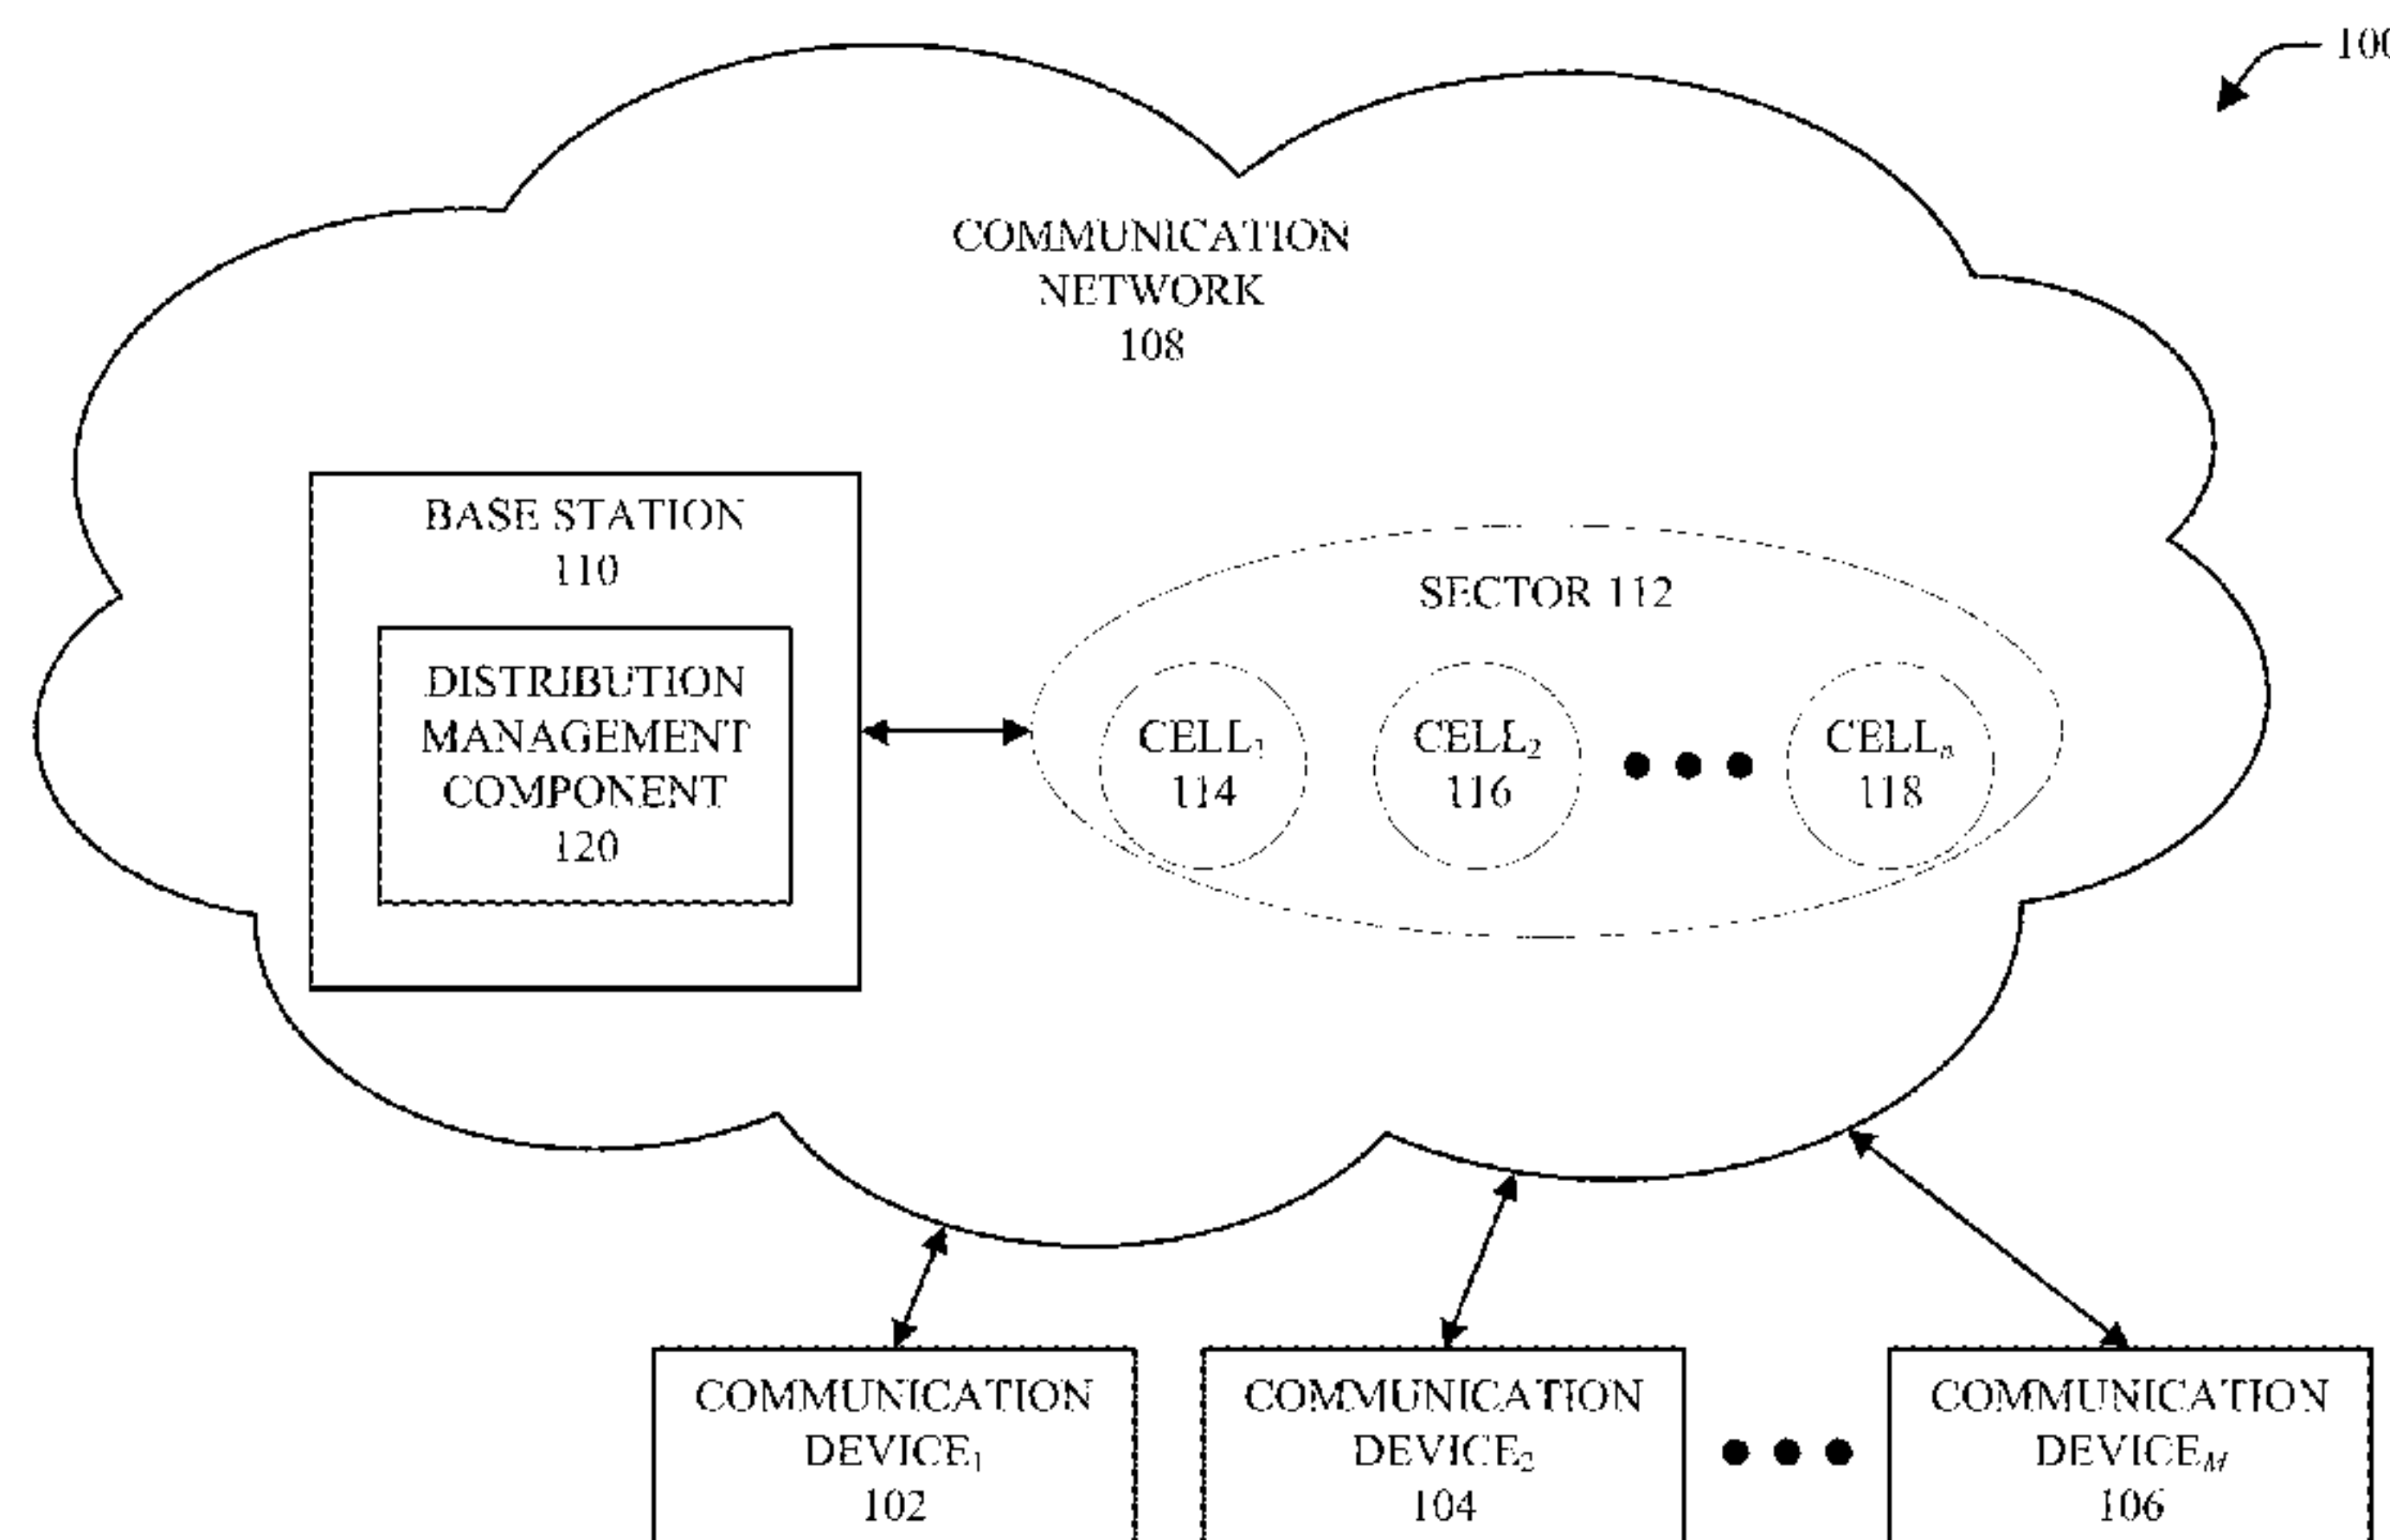 100
COMMUNICATION
NETWORK
108
BASE STATION
110
DISTRIBUTION
MANAGEMENT
COMPONENT
120
SECTOR 112
CELL₁
114
CELL₂
116
CELLₙ
118
COMMUNICATION
DEVICE₁
102
COMMUNICATION
DEVICE₂
104
COMMUNICATION
DEVICE_M
106